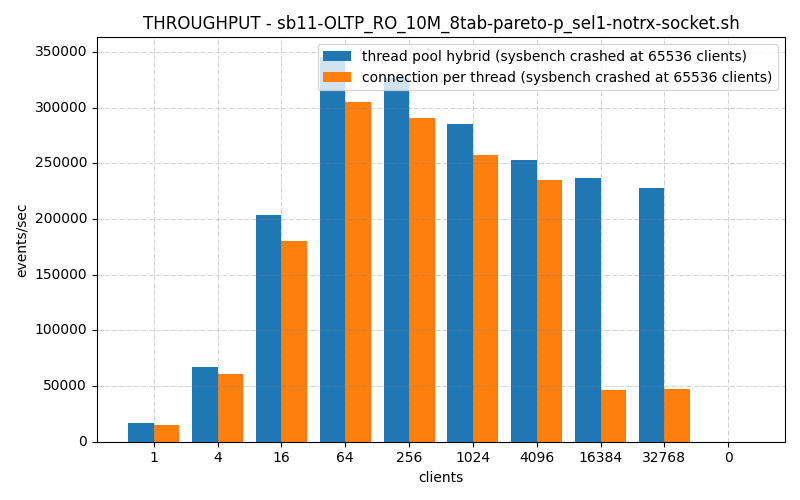 THROUGHPUT - sb11-OLTP_RO_10M_8tab-pareto-p_sel1-notrx-socket.sh
thread pool hybrid (sysbench crashed at 65536 clients)
connection per thread (sysbench crashed at 65536 clients)
events/sec
350000
300000
250000
200000
150000
100000
50000
0
1 4 16 64 256 1024 4096 16384 32768 0
clients